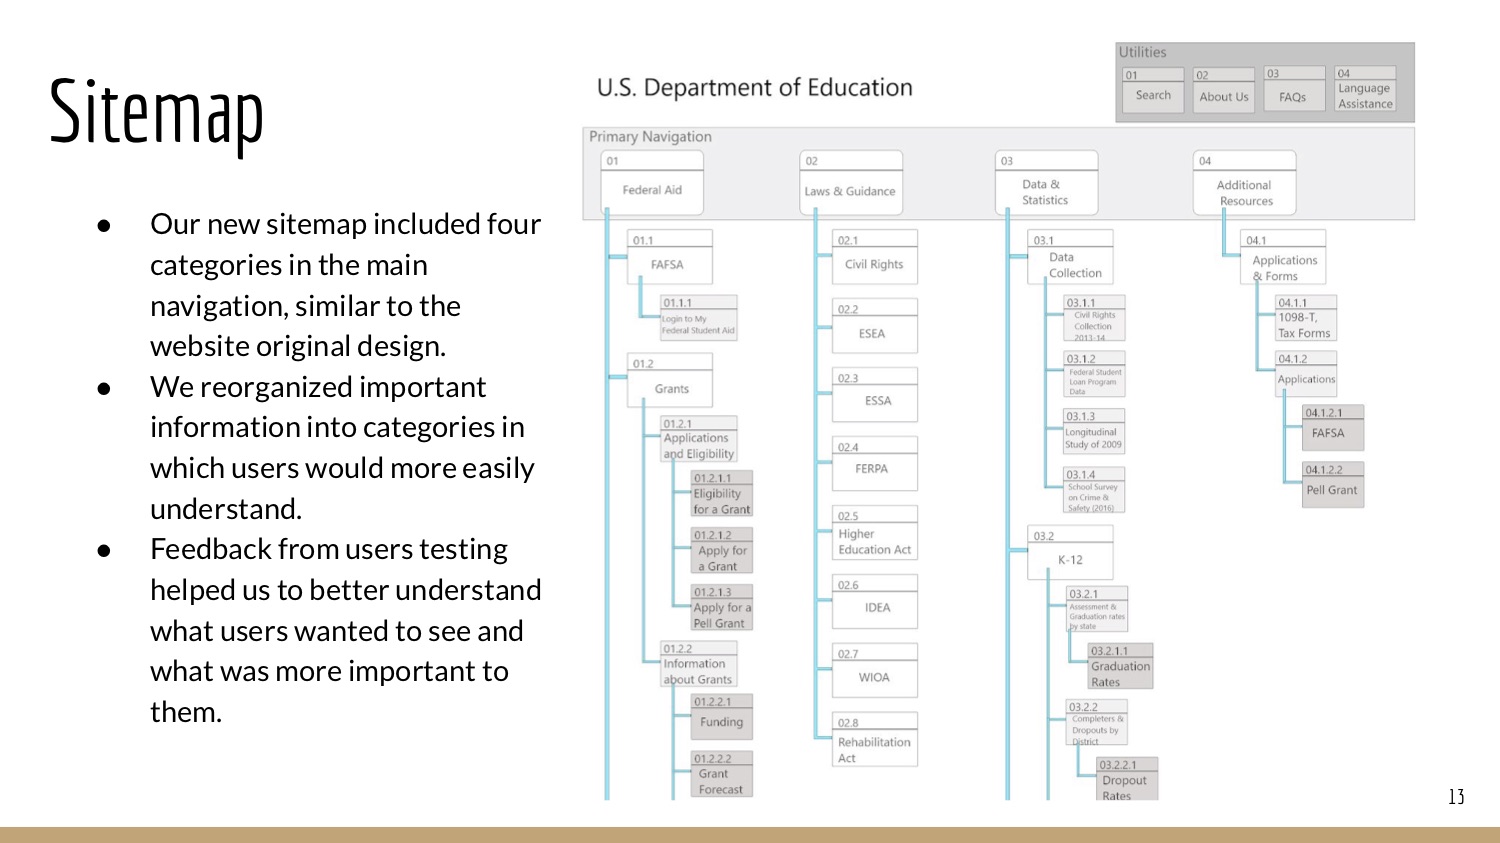 Sitemap
● Our new sitemap included four
categories in the main
navigation, similar to the
website original design.
● We reorganized important
information into categories in
which users would more easily
understand.
● Feedback from users testing
helped us to better understand
what users wanted to see and
what was more important to
them.
U.S. Department of Education
Utilities
01
Search
02
About Us
03
FAQs
04
Language
Assistance
Primary Navigation
01
Federal Aid
01.1
FAFSA
01.1.1
Login to My
Federal Student Aid
01.2
Grants
01.2.1
Applications
and Eligibility
01.2.1.1
Eligibility
for a Grant
01.2.1.2
Apply for
a Grant
01.2.1.3
Apply for a
Pell Grant
01.2.2
Information
about Grants
01.2.2.1
Funding
01.2.2.2
Grant
Forecast
02
Laws & Guidance
02.1
Civil Rights
02.2
ESEA
02.3
ESSA
02.4
FERPA
02.5
Higher
Education Act
02.6
IDEA
02.7
WIOA
02.8
Rehabilitation
Act
03
Data &
Statistics
03.1
Data
Collection
03.1.1
Civil Rights
Collection
2013-14
03.1.2
Federal Student
Loan Program
Data
03.1.3
Longitudinal
Study of 2009
03.1.4
School Survey
on Crime &
Safety (2016)
03.2
K-12
03.2.1
Assessment &
Graduation rates
by state
03.2.1.1
Graduation
Rates
03.2.2
Completers &
Dropouts by
District
03.2.2.1
Dropout
Rates
04
Additional
Resources
04.1
Applications
& Forms
04.1.1
1098-T,
Tax Forms
04.1.2
Applications
04.1.2.1
FAFSA
04.1.2.2
Pell Grant
13